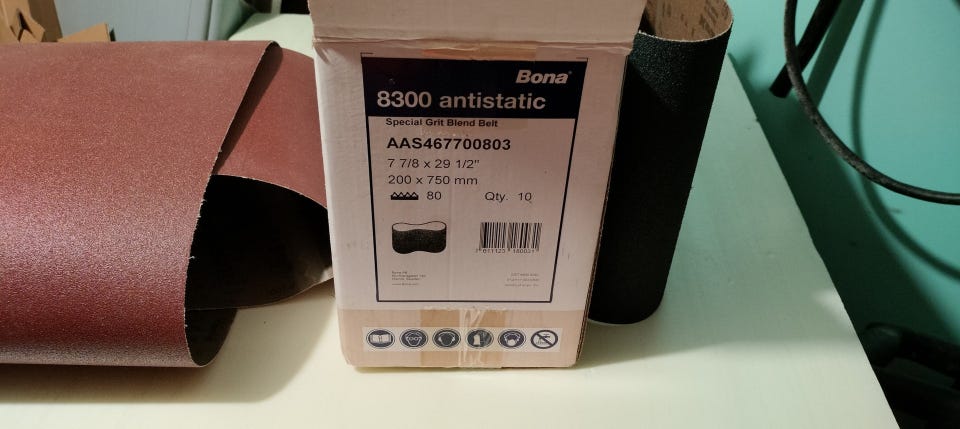 Bona
8300 antistatic
Special Grit Blend Belt
AAS467700803
7 7/8 x 29 1/2"
200 x 750 mm
80 Qty. 10